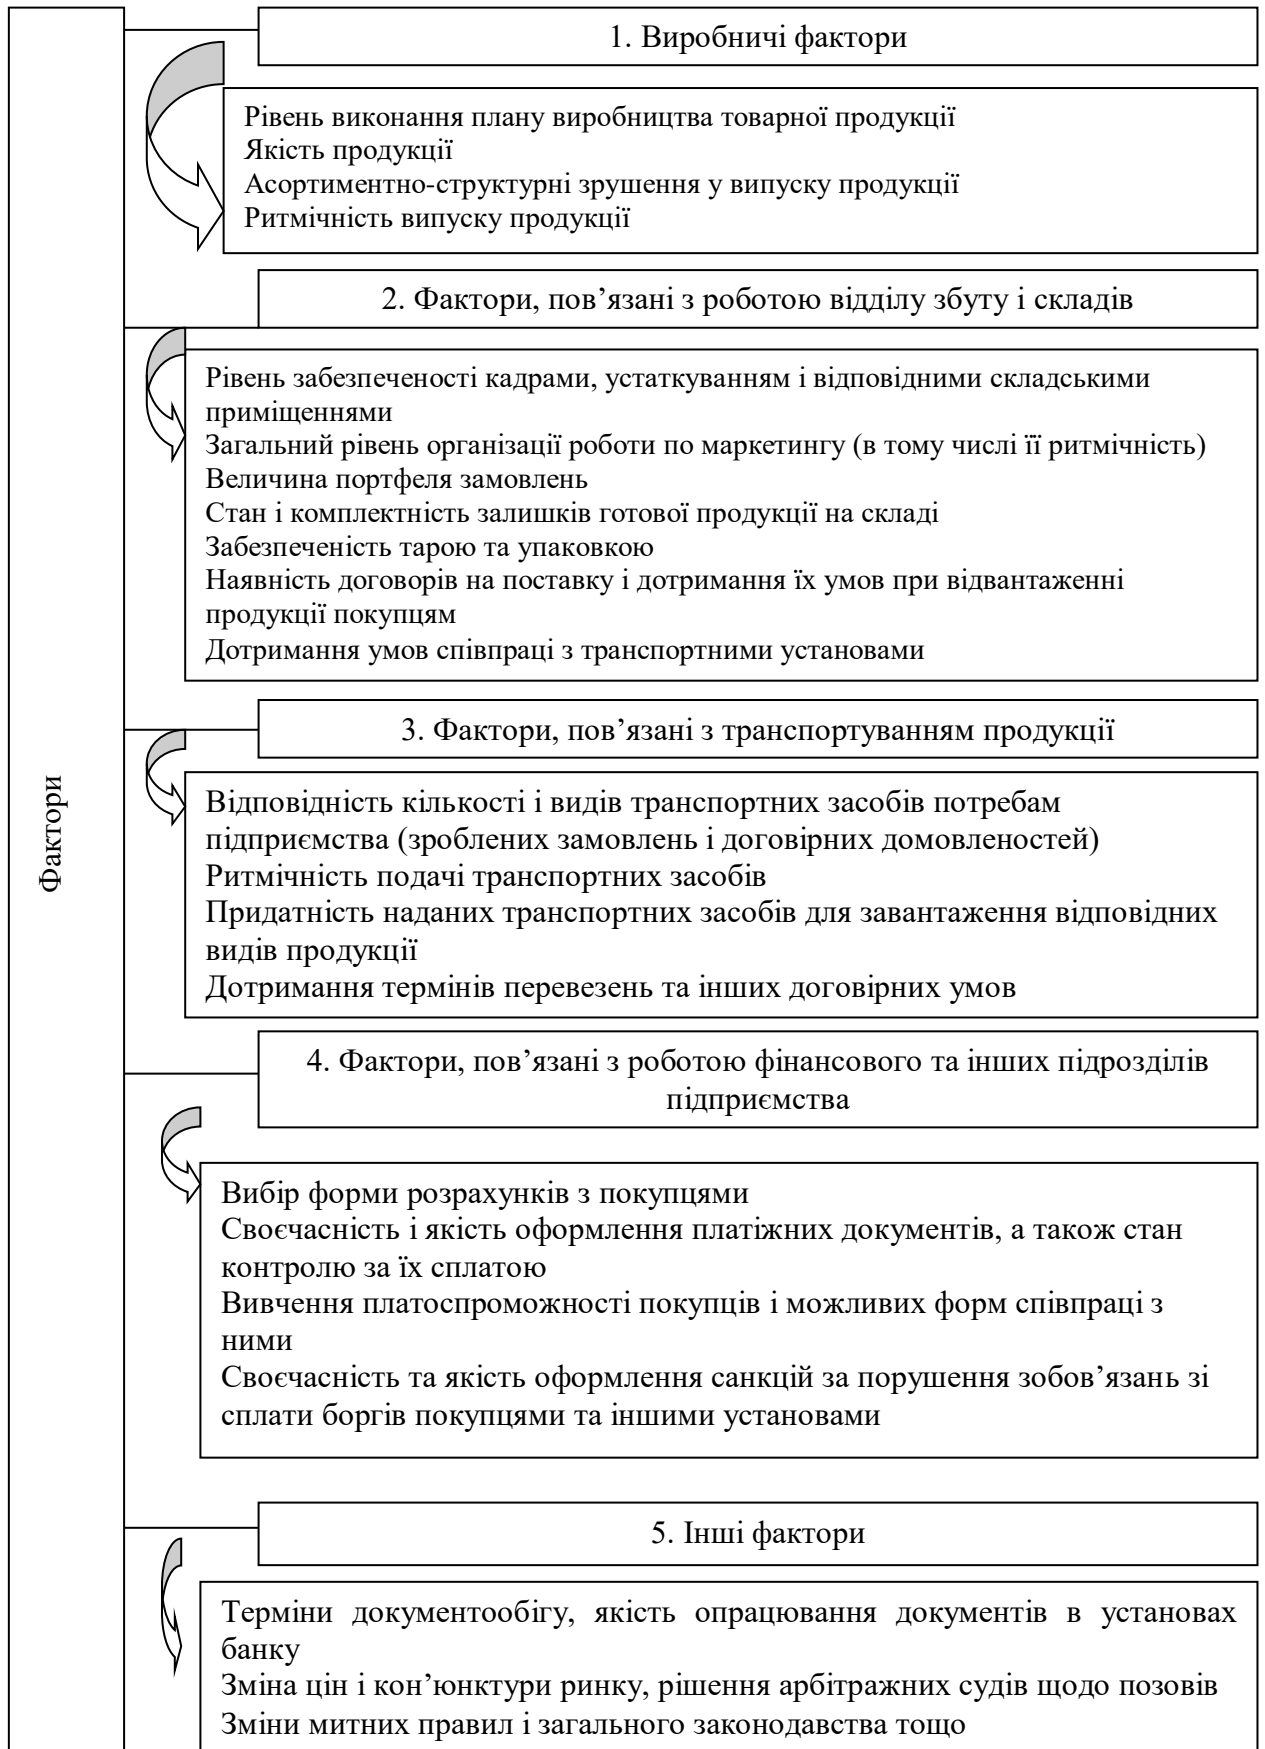 Фактори
1. Виробничі фактори
Рівень виконання плану виробництва товарної продукції
Якість продукції
Асортиментно-структурні зрушення у випуску продукції
Ритмічність випуску продукції
2. Фактори, пов’язані з роботою відділу збуту і складів
Рівень забезпеченості кадрами, устаткуванням і відповідними складськими
приміщеннями
Загальний рівень організації роботи по маркетингу (в тому числі її ритмічність)
Величина портфеля замовлень
Стан і комплектність залишків готової продукції на складі
Забезпеченість тарою та упаковкою
Наявність договорів на поставку і дотримання їх умов при відвантаженні
продукції покупцям
Дотримання умов співпраці з транспортними установами
3. Фактори, пов’язані з транспортуванням продукції
Відповідність кількості і видів транспортних засобів потребам
підприємства (зроблених замовлень і договірних домовленостей)
Ритмічність подачі транспортних засобів
Придатність наданих транспортних засобів для завантаження відповідних
видів продукції
Дотримання термінів перевезень та інших договірних умов
4. Фактори, пов’язані з роботою фінансового та інших підрозділів
підприємства
Вибір форми розрахунків з покупцями
Своєчасність і якість оформлення платіжних документів, а також стан
контролю за їх сплатою
Вивчення платоспроможності покупців і можливих форм співпраці з
ними
Своєчасність та якість оформлення санкцій за порушення зобов’язань зі
сплати боргів покупцями та іншими установами
5. Інші фактори
Терміни документообігу, якість опрацювання документів в установах
банку
Зміна цін і кон’юнктури ринку, рішення арбітражних судів щодо позовів
Зміни митних правил і загального законодавства тощо